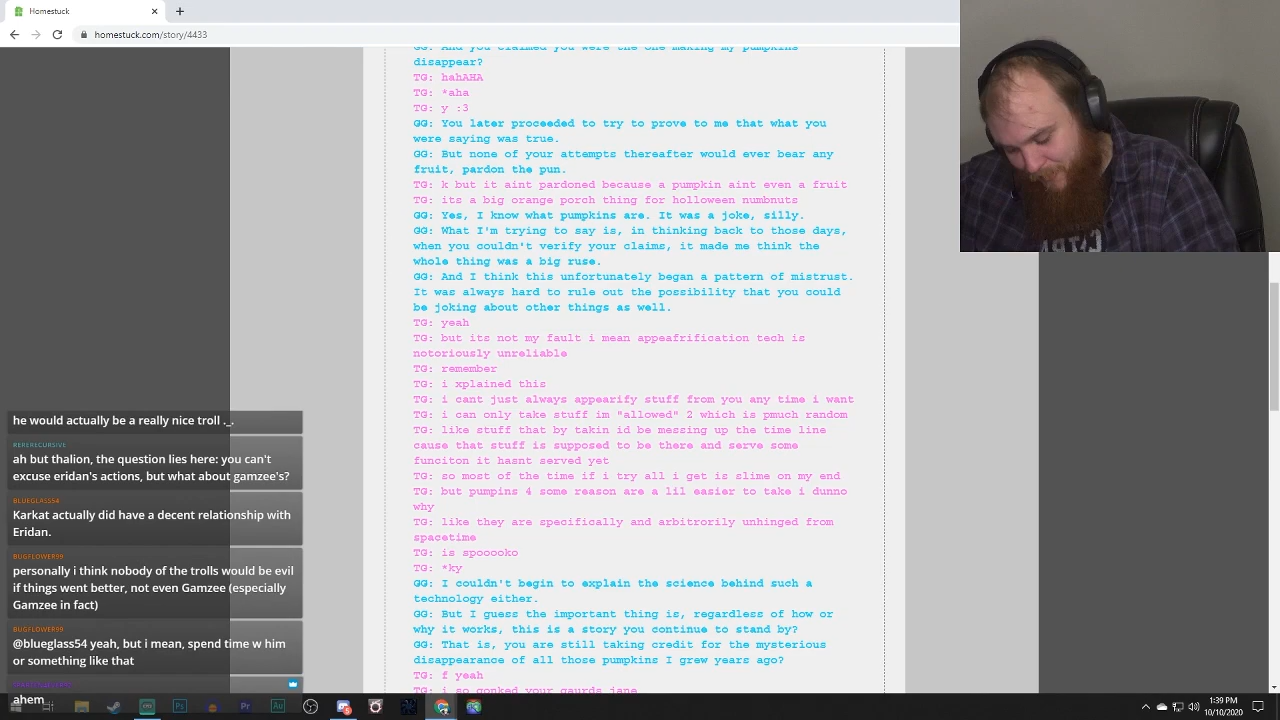 Homestuck
homestuck.com/story/4433
GG: And you claimed you were the one making my pumpkins
disappear?
TG: hahAHA
TG: *aha
TG: y :3
GG: You later proceeded to try to prove to me that what you
were saying was true.
GG: But none of your attempts thereafter would ever bear any
fruit, pardon the pun.
TG: k but it aint pardoned because a pumpkin aint even a fruit
TG: its a big orange porch thing for holloween numbnuts
GG: Yes, I know what pumpkins are. It was a joke, silly.
GG: What I'm trying to say is, in thinking back to those days,
when you couldn't verify your claims, it made me think the
whole thing was a big ruse.
GG: And I think this unfortunately began a pattern of mistrust.
It was always hard to rule out the possibility that you could
be joking about other things as well.
TG: yeah
TG: but its not my fault i mean appeafrification tech is
notoriously unreliable
TG: remember
TG: i xplained this
TG: i cant just always appearify stuff from you any time i want
TG: i can only take stuff im "allowed" 2 which is pmuch random
TG: like stuff that by takin id be messing up the time line
cause that stuff is supposed to be there and serve some
funciton it hasnt served yet
TG: so most of the time if i try all i get is slime on my end
TG: but pumpins 4 some reason are a lil easier to take i dunno
why
TG: like they are specifically and arbitrorily unhinged from
spacetime
TG: is spooooko
TG: *ky
GG: I couldn't begin to explain the science behind such a
technology either.
GG: But I guess the important thing is, regardless of how or
why it works, this is a story you continue to stand by?
GG: That is, you are still taking credit for the mysterious
disappearance of all those pumpkins I grew years ago?
TG: f yeah
TG: i so gonked your gaurds jane
he would actually be a really nice troll ._.
RERERECURSIVE
uh but thalion, the question lies here: you can't
excuse eridan's actions, but what about gamzee's?
BLUEGLASS54
Karkat actually did have a decent relationship with
Eridan.
BUGFLOWER99
personally i think nobody of the trolls would be evil
if things went better, not even Gamzee (especially
Gamzee in fact)
BUGFLOWER99
@blueglass54 yeah, but i mean, spend time w him
or something like that
ahem
cms
Ps
Pr
Au
1:39 PM
10/10/2020